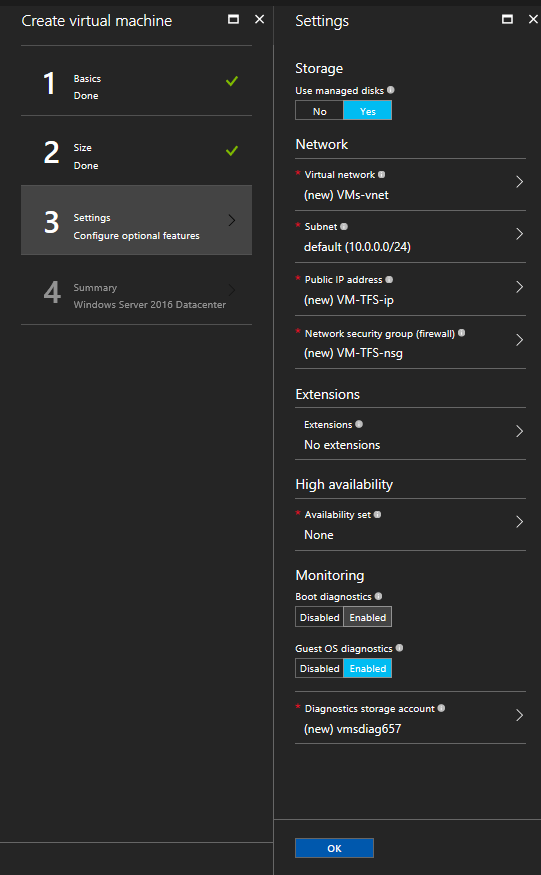 Create virtual machine
1
Basics
Done
2
Size
Done
3
Settings
Configure optional features
4
Summary
Windows Server 2016 Datacenter
Settings
Storage
Use managed disks
No Yes
Network
* Virtual network
(new) VMs-vnet
* Subnet
default (10.0.0.0/24)
* Public IP address
(new) VM-TFS-ip
* Network security group (firewall)
(new) VM-TFS-nsg
Extensions
Extensions
No extensions
High availability
* Availability set
None
Monitoring
Boot diagnostics
Disabled Enabled
Guest OS diagnostics
Disabled Enabled
* Diagnostics storage account
(new) vmsdiag657
OK